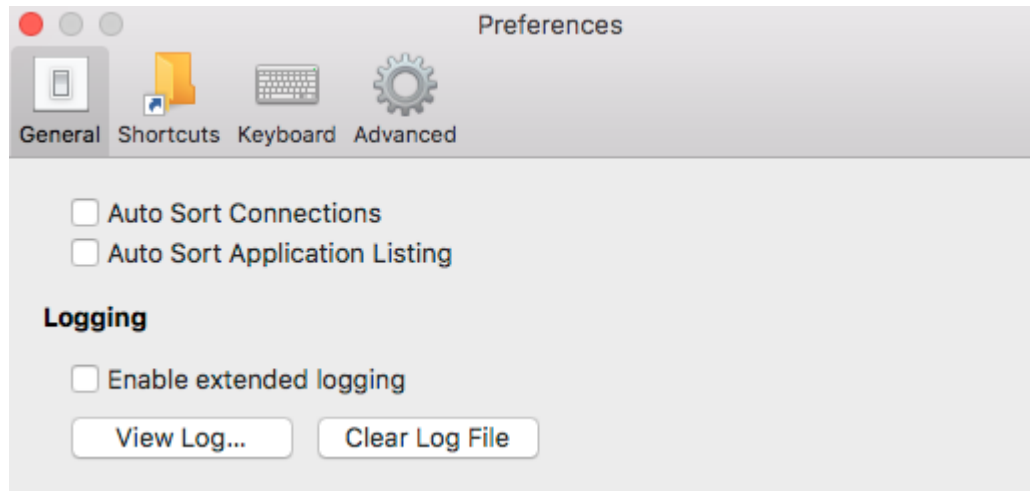 Preferences
General Shortcuts Keyboard Advanced
Auto Sort Connections
Auto Sort Application Listing
Logging
Enable extended logging
View Log... Clear Log File